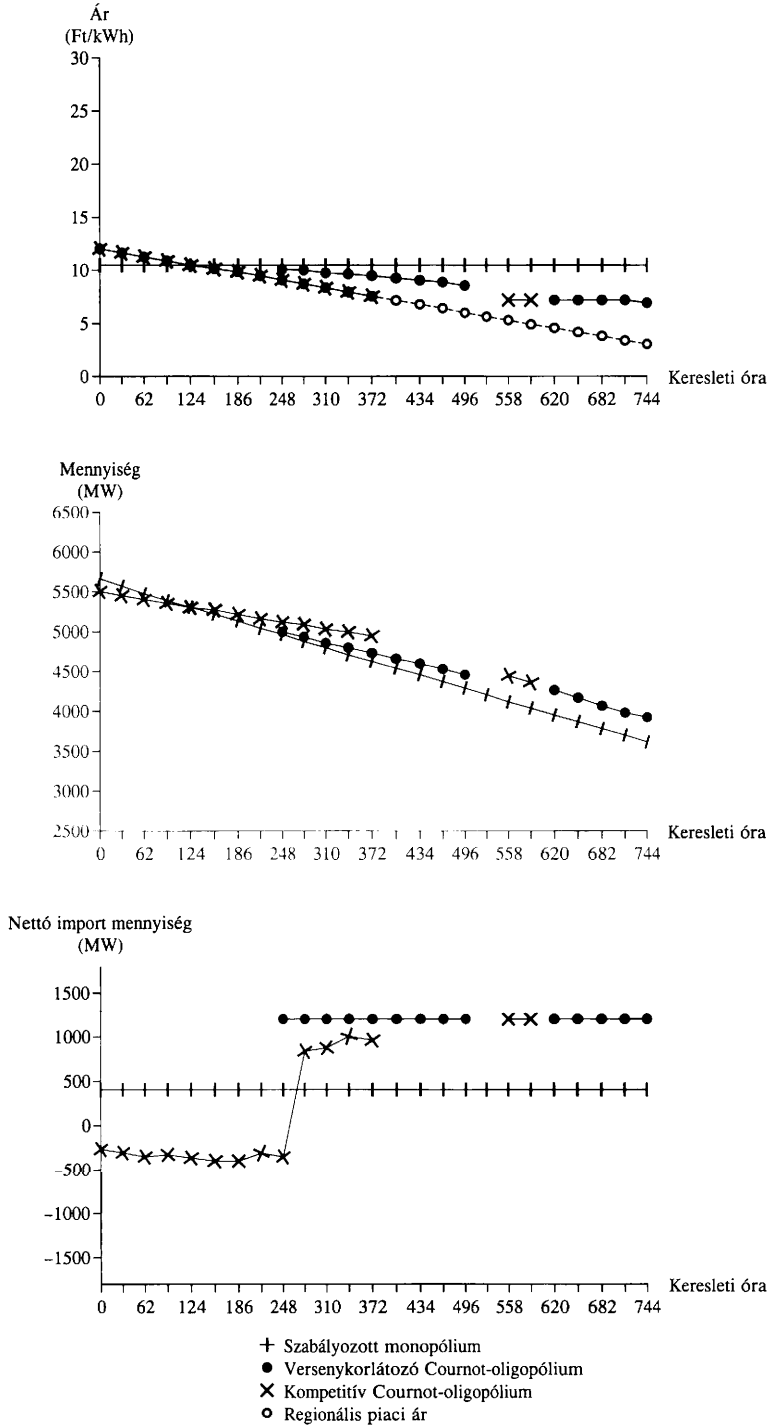 Ár
(Ft/kWh)
30
25
20
15
10
5
0
0 62 124 186 248 310 372 434 496 558 620 682 744
Keresleti óra
Mennyiség
(MW)
6500
6000
5500
5000
4500
4000
3500
3000
2500
0 62 124 186 248 310 372 434 496 558 620 682 744
Keresleti óra
Nettó import mennyiség
(MW)
1500
1000
500
0
−500
−1000
−1500
0 62 124 186 248 310 372 434 496 558 620 682 744
Keresleti óra
Szabályozott monopólium
Versenykorlátozó Cournot-oligopólium
Kompetitív Cournot-oligopólium
Regionális piaci ár